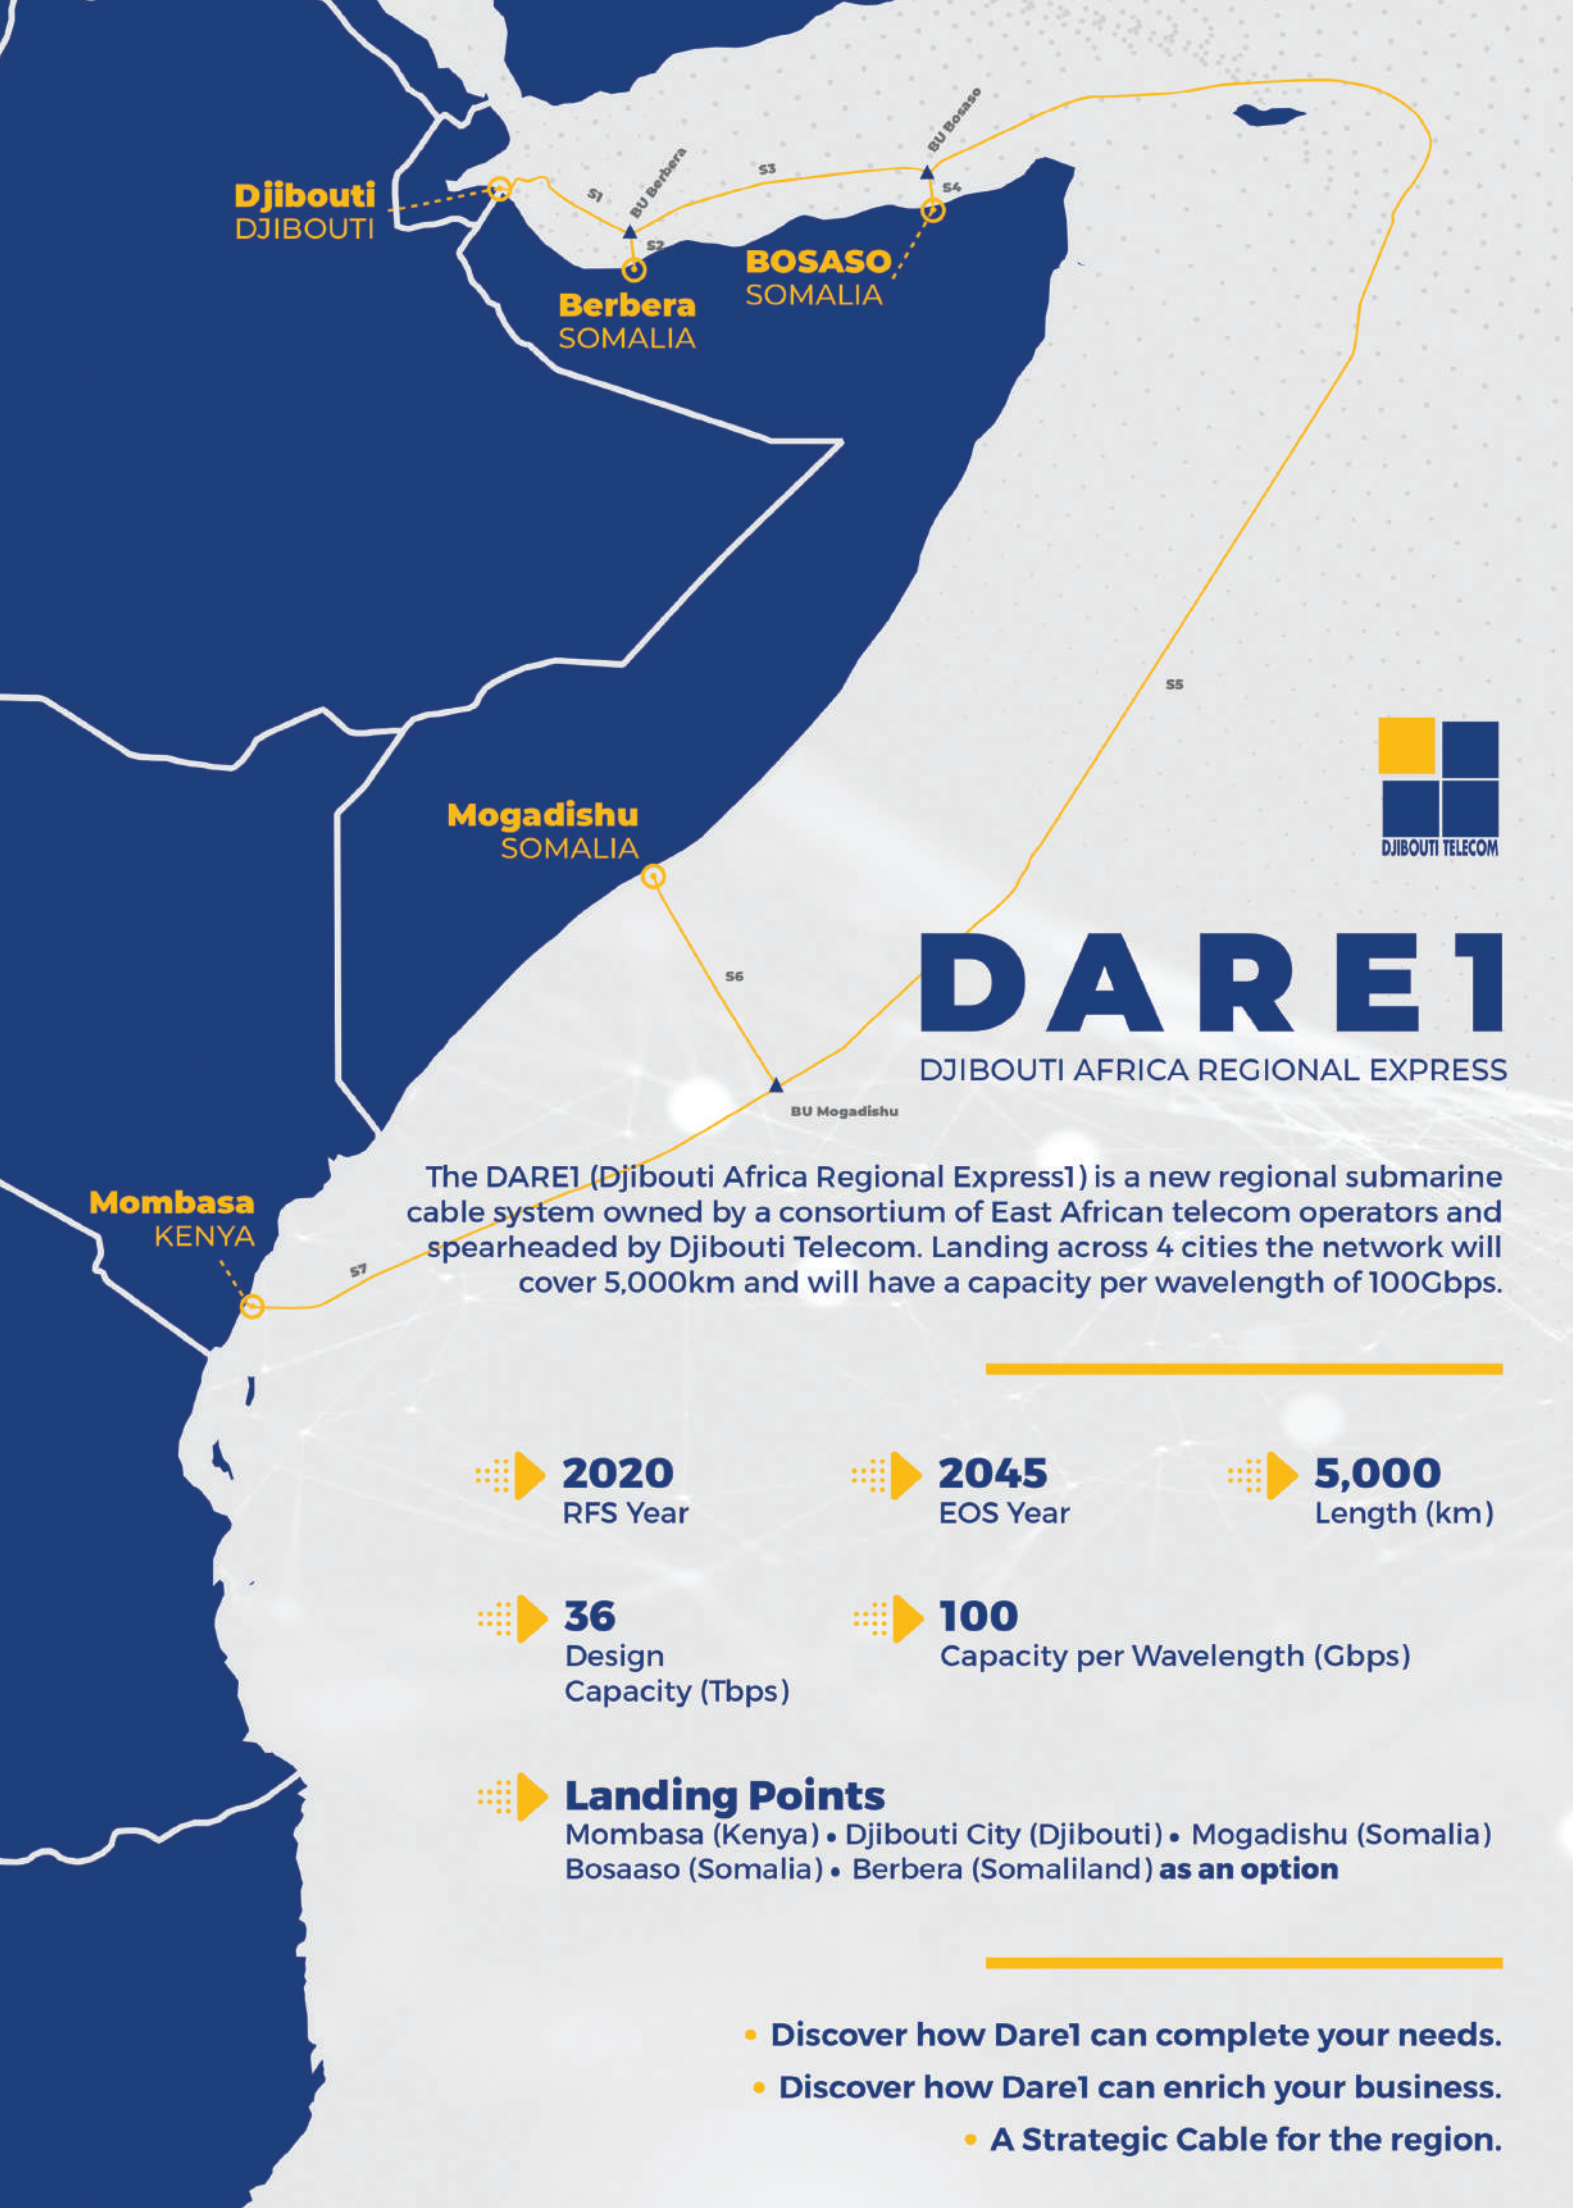 BU Bosaso
S3
BU Berbera
S1
S4
Djibouti
DJIBOUTI
S2
BOSASO
SOMALIA
Berbera
SOMALIA
S5
DJIBOUTI TELECOM
Mogadishu
SOMALIA
S6
DARE1
DJIBOUTI AFRICA REGIONAL EXPRESS
BU Mogadishu
The DARE1 (Djibouti Africa Regional Express1) is a new regional submarine
cable system owned by a consortium of East African telecom operators and
spearheaded by Djibouti Telecom. Landing across 4 cities the network will
cover 5,000km and will have a capacity per wavelength of 100Gbps.
Mombasa
KENYA
S7
2020
RFS Year
2045
EOS Year
5,000
Length (km)
36
Design
Capacity (Tbps)
100
Capacity per Wavelength (Gbps)
Landing Points
Mombasa (Kenya) • Djibouti City (Djibouti) • Mogadishu (Somalia)
Bosaaso (Somalia) • Berbera (Somaliland) as an option
• Discover how Dare1 can complete your needs.
• Discover how Dare1 can enrich your business.
• A Strategic Cable for the region.